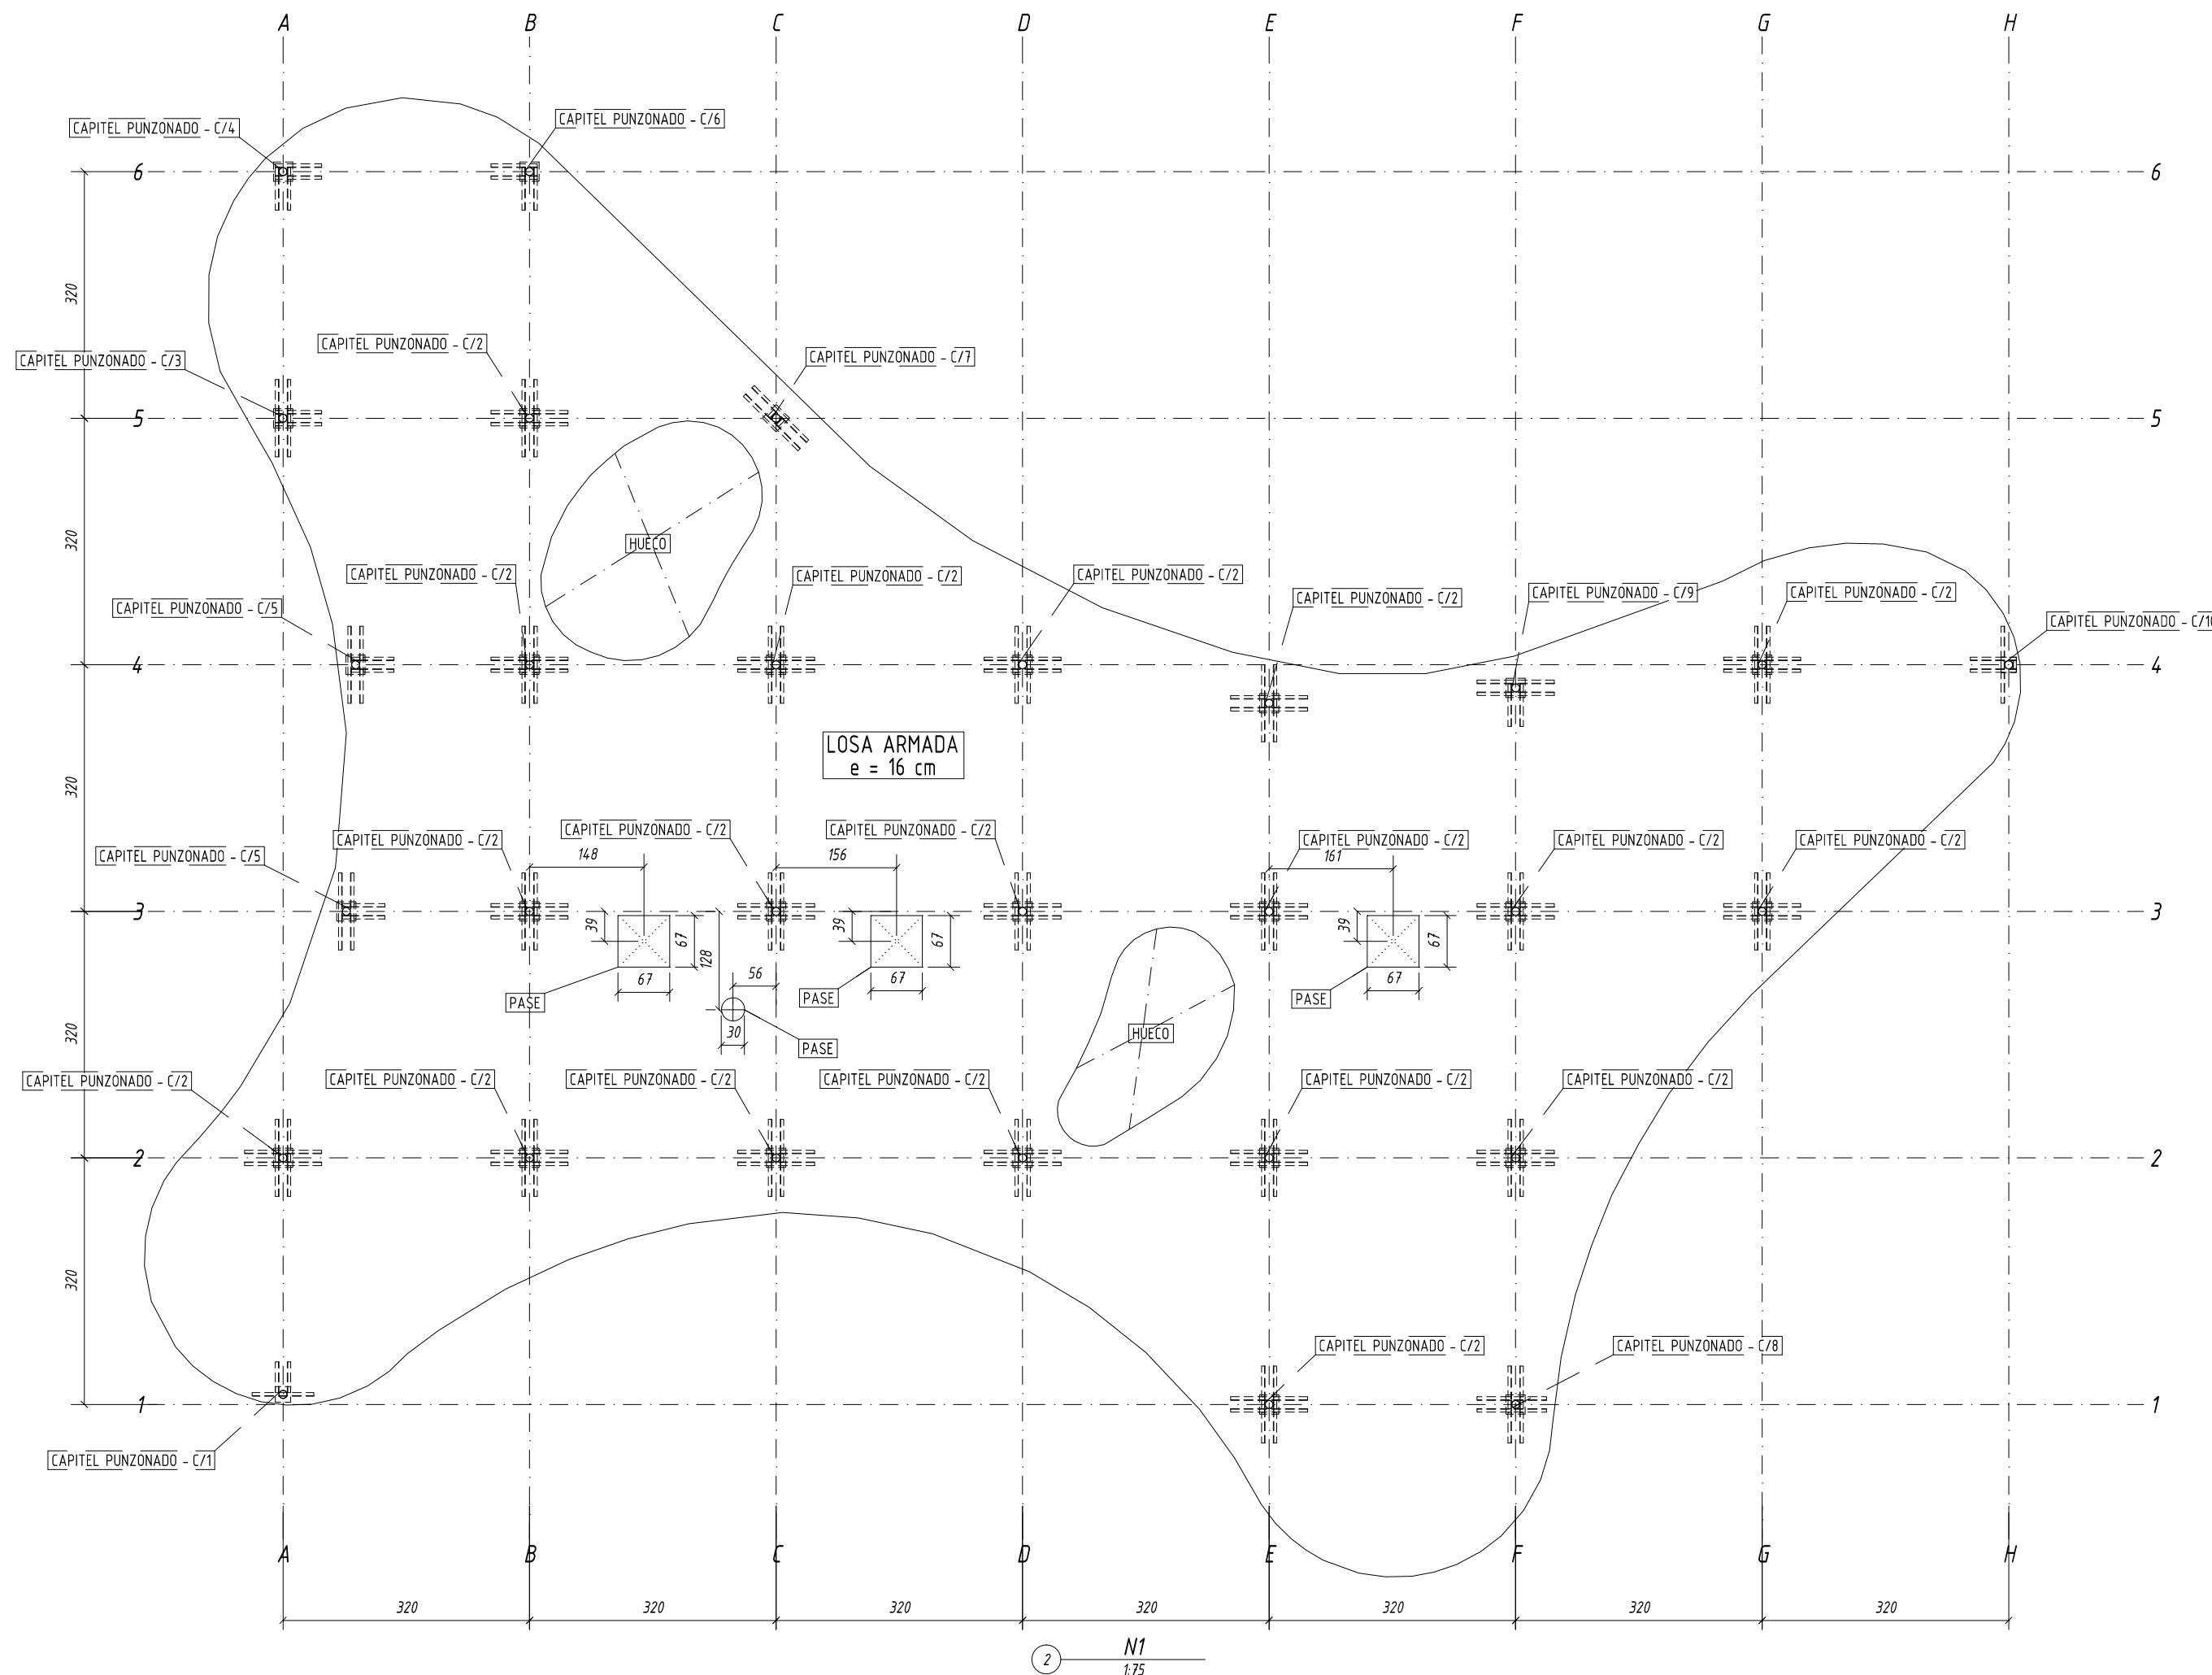 A B C D E F G H
CAPITEL PUNZONADO - C/6
CAPITEL PUNZONADO - C/4
6 6
320
CAPITEL PUNZONADO - C/2
CAPITEL PUNZONADO - C/7
CAPITEL PUNZONADO - C/3
5 5
320
HUECO
CAPITEL PUNZONADO - C/2
CAPITEL PUNZONADO - C/2
CAPITEL PUNZONADO - C/2
CAPITEL PUNZONADO - C/9
CAPITEL PUNZONADO - C/2
CAPITEL PUNZONADO - C/2
CAPITEL PUNZONADO - C/5
CAPITEL PUNZONADO - C/10
4 4
LOSA ARMADA
e = 16 cm
320
CAPITEL PUNZONADO - C/2
CAPITEL PUNZONADO - C/2
CAPITEL PUNZONADO - C/2
CAPITEL PUNZONADO - C/2
CAPITEL PUNZONADO - C/2
CAPITEL PUNZONADO - C/2
148
156
161
CAPITEL PUNZONADO - C/5
3 3
39
67
128
39
67
39
67
56
67
67
67
PASE
PASE
PASE
30
PASE
HUECO
320
CAPITEL PUNZONADO - C/2
CAPITEL PUNZONADO - C/2
CAPITEL PUNZONADO - C/2
CAPITEL PUNZONADO - C/2
CAPITEL PUNZONADO - C/2
CAPITEL PUNZONADO - C/2
2 2
320
CAPITEL PUNZONADO - C/2
CAPITEL PUNZONADO - C/8
1 1
CAPITEL PUNZONADO - C/1
A B C D E F G H
320 320 320 320 320 320 320
2
N1
1:75